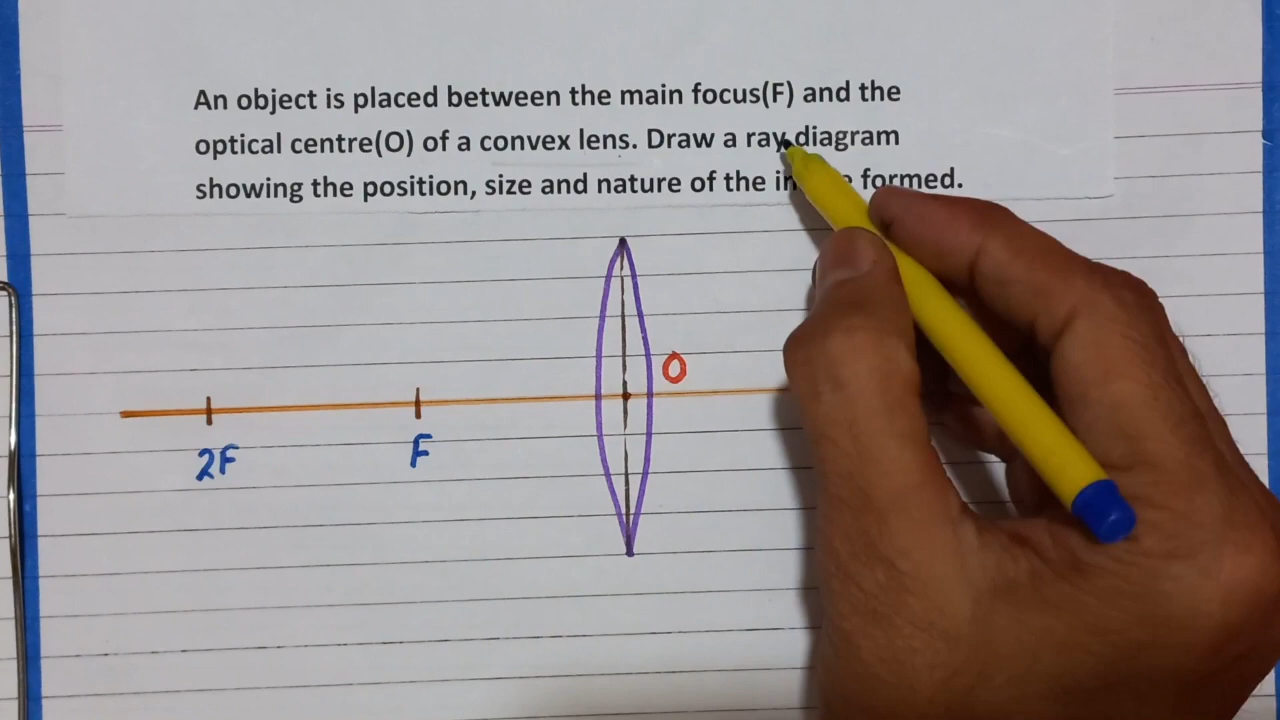 An object is placed between the main focus(F) and the
optical centre(O) of a convex lens. Draw a ray diagram
showing the position, size and nature of the formed.
O
2F
F